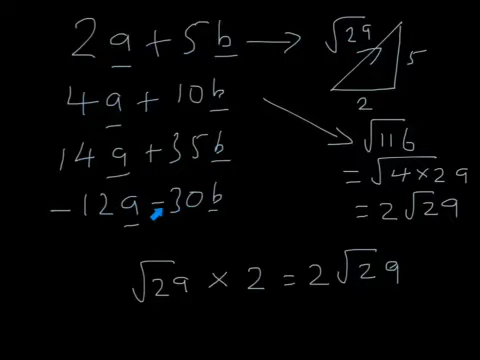 2a + 5b → √29
5
2
4a + 10b → √116
= √4×29
= 2√29
14a + 35b
-12a - 30b
√29 × 2 = 2√29